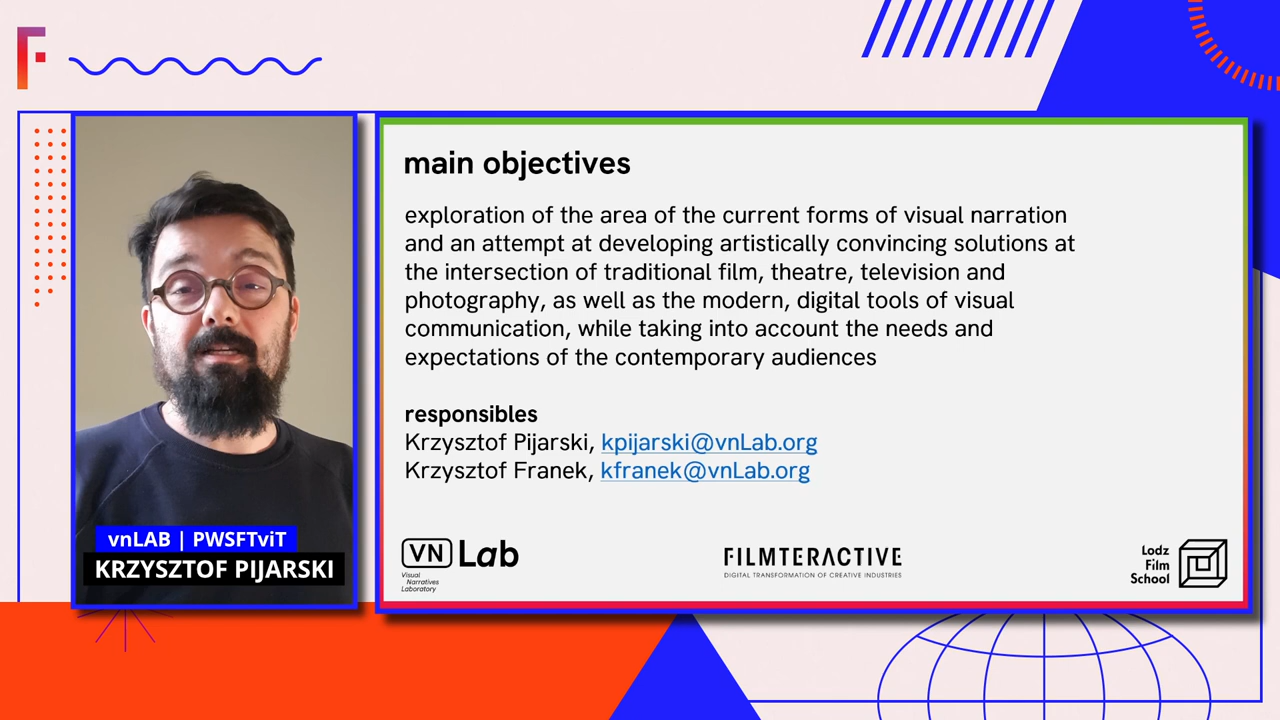 main objectives
exploration of the area of the current forms of visual narration
and an attempt at developing artistically convincing solutions at
the intersection of traditional film, theatre, television and
photography, as well as the modern, digital tools of visual
communication, while taking into account the needs and
expectations of the contemporary audiences
responsibles
Krzysztof Pijarski, kpijarski@vnLab.org
Krzysztof Franek, kfranek@vnLab.org
vnLAB | PWSFTviT
KRZYSZTOF PIJARSKI
VN Lab
Visual
Narratives
Laboratory
FILMTERACTIVE
DIGITAL TRANSFORMATION OF CREATIVE INDUSTRIES
Lodz
Film
School